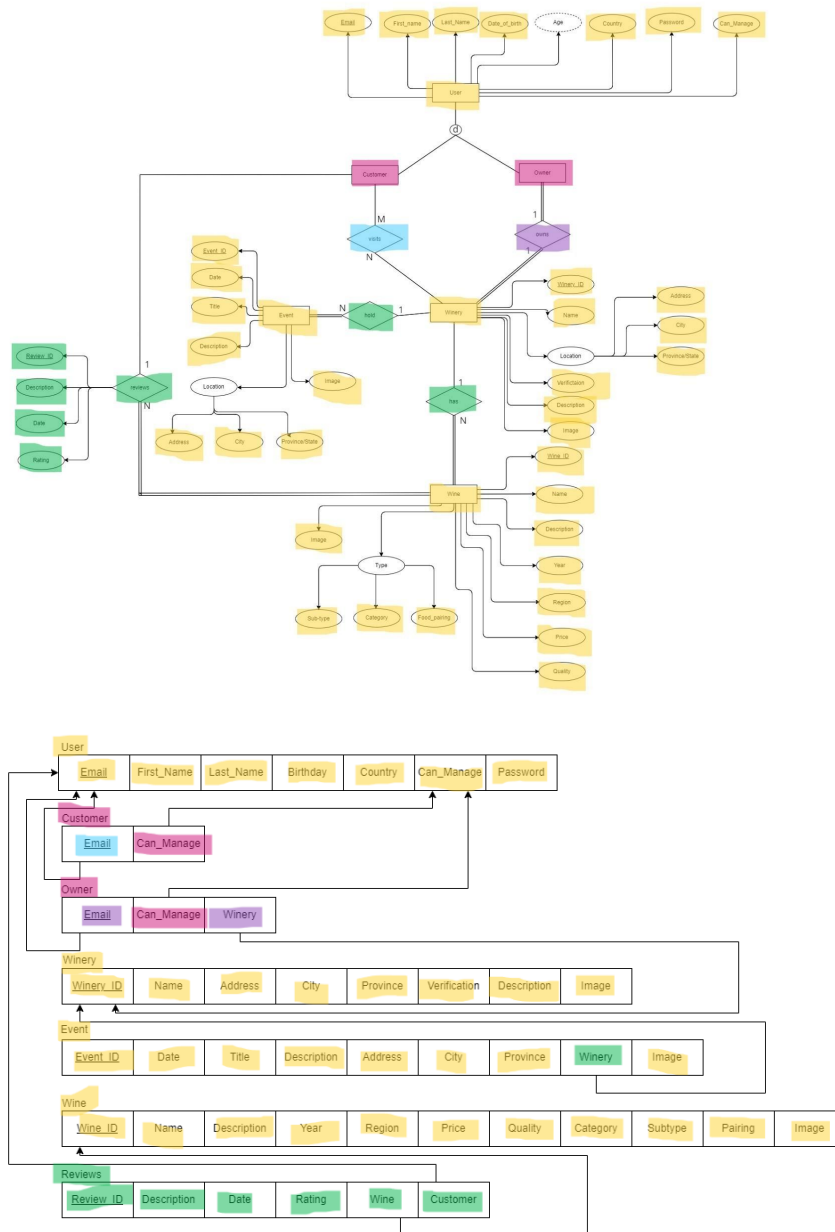 Email First_name Last_Name Date_of_birth Age Country Password Can_Manage
User
d
Customer Owner
M 1
visits owns
N 1
Event_ID
Date
Title
Description
Event
N
hold
1
Winery
Winery_ID
Name
Location
Address
City
Province/State
Verifictaion
Description
Image
Location
Image
Address City Province/State
Review_ID
Description
Date
Rating
1
reviews
N
1
has
N
Wine
Wine_ID
Name
Description
Year
Region
Price
Quality
Image
Type
Sub-type Category Food_pairing
User
Email First_Name Last_Name Birthday Country Can_Manage Password
Customer
Email Can_Manage
Owner
Email Can_Manage Winery
Winery
Winery_ID Name Address City Province Verification Description Image
Event
Event_ID Date Title Description Address City Province Winery Image
Wine
Wine_ID Name Description Year Region Price Quality Category Subtype Pairing Image
Reviews
Review_ID Description Date Rating Wine Customer